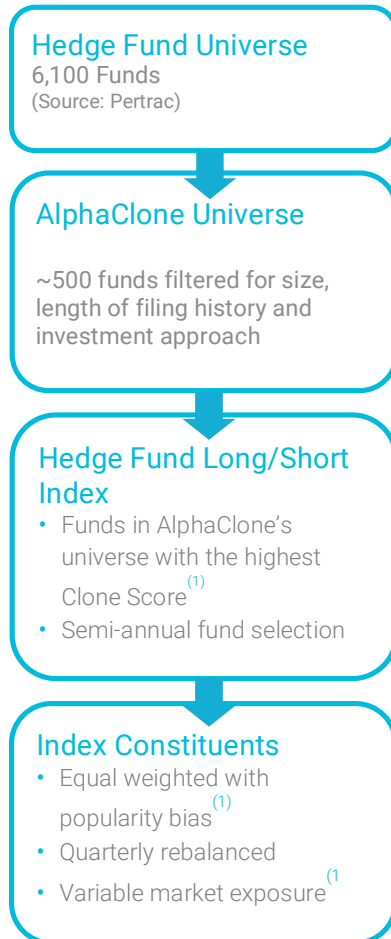 Hedge Fund Universe
6,100 Funds
(Source: Pertrac)
AlphaClone Universe
~500 funds filtered for size,
length of filing history and
investment approach
Hedge Fund Long/Short
Index
• Funds in AlphaClone’s
universe with the highest
Clone Score(1)
• Semi-annual fund selection
Index Constituents
• Equal weighted with
popularity bias(1)
• Quarterly rebalanced
• Variable market exposure(1